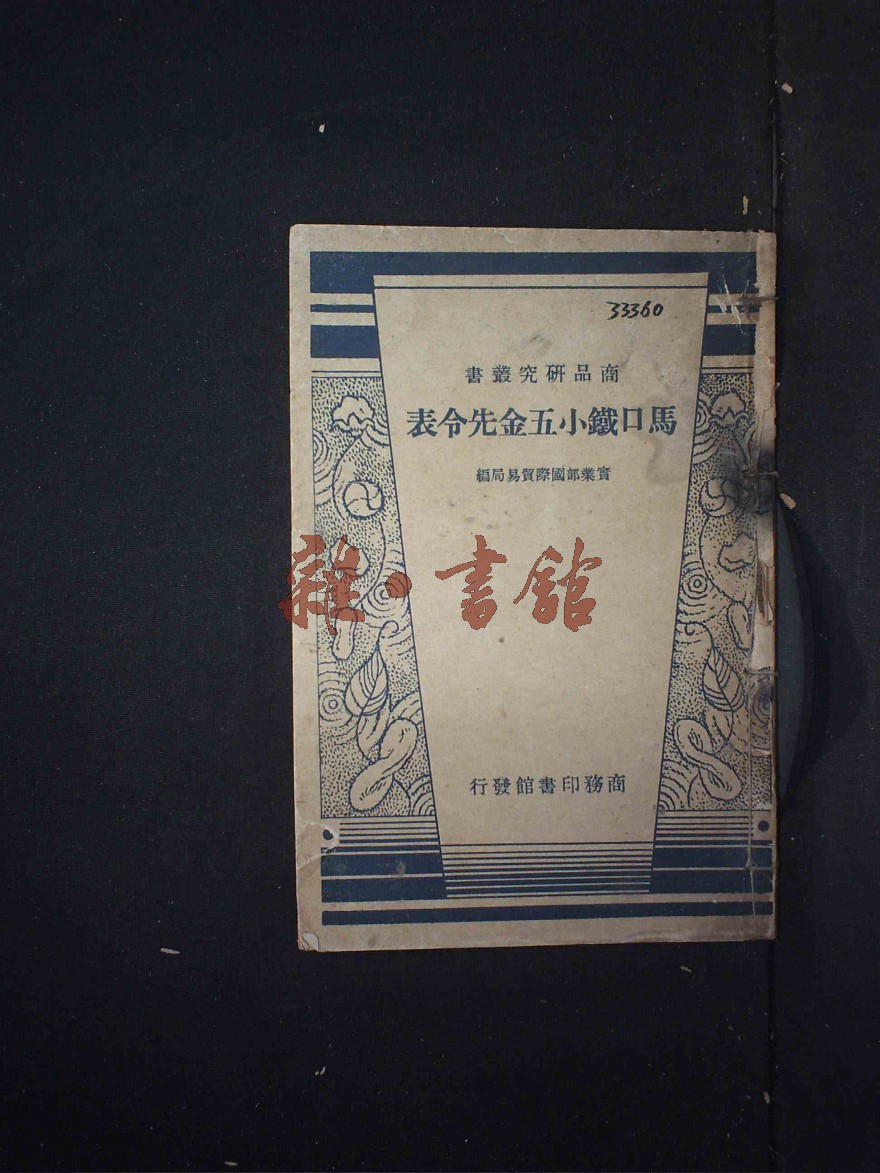 33360
商品研究叢書
馬口鐵小五金先令表
實業部國際貿易局編
雜·書館
商務印書館發行